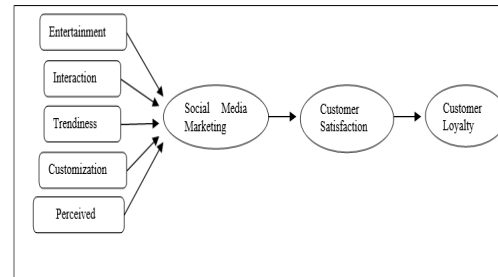 Entertainment
Interaction
Trendiness
Customization
Perceived
Social Media
Marketing
Customer
Satisfaction
Customer
Loyalty